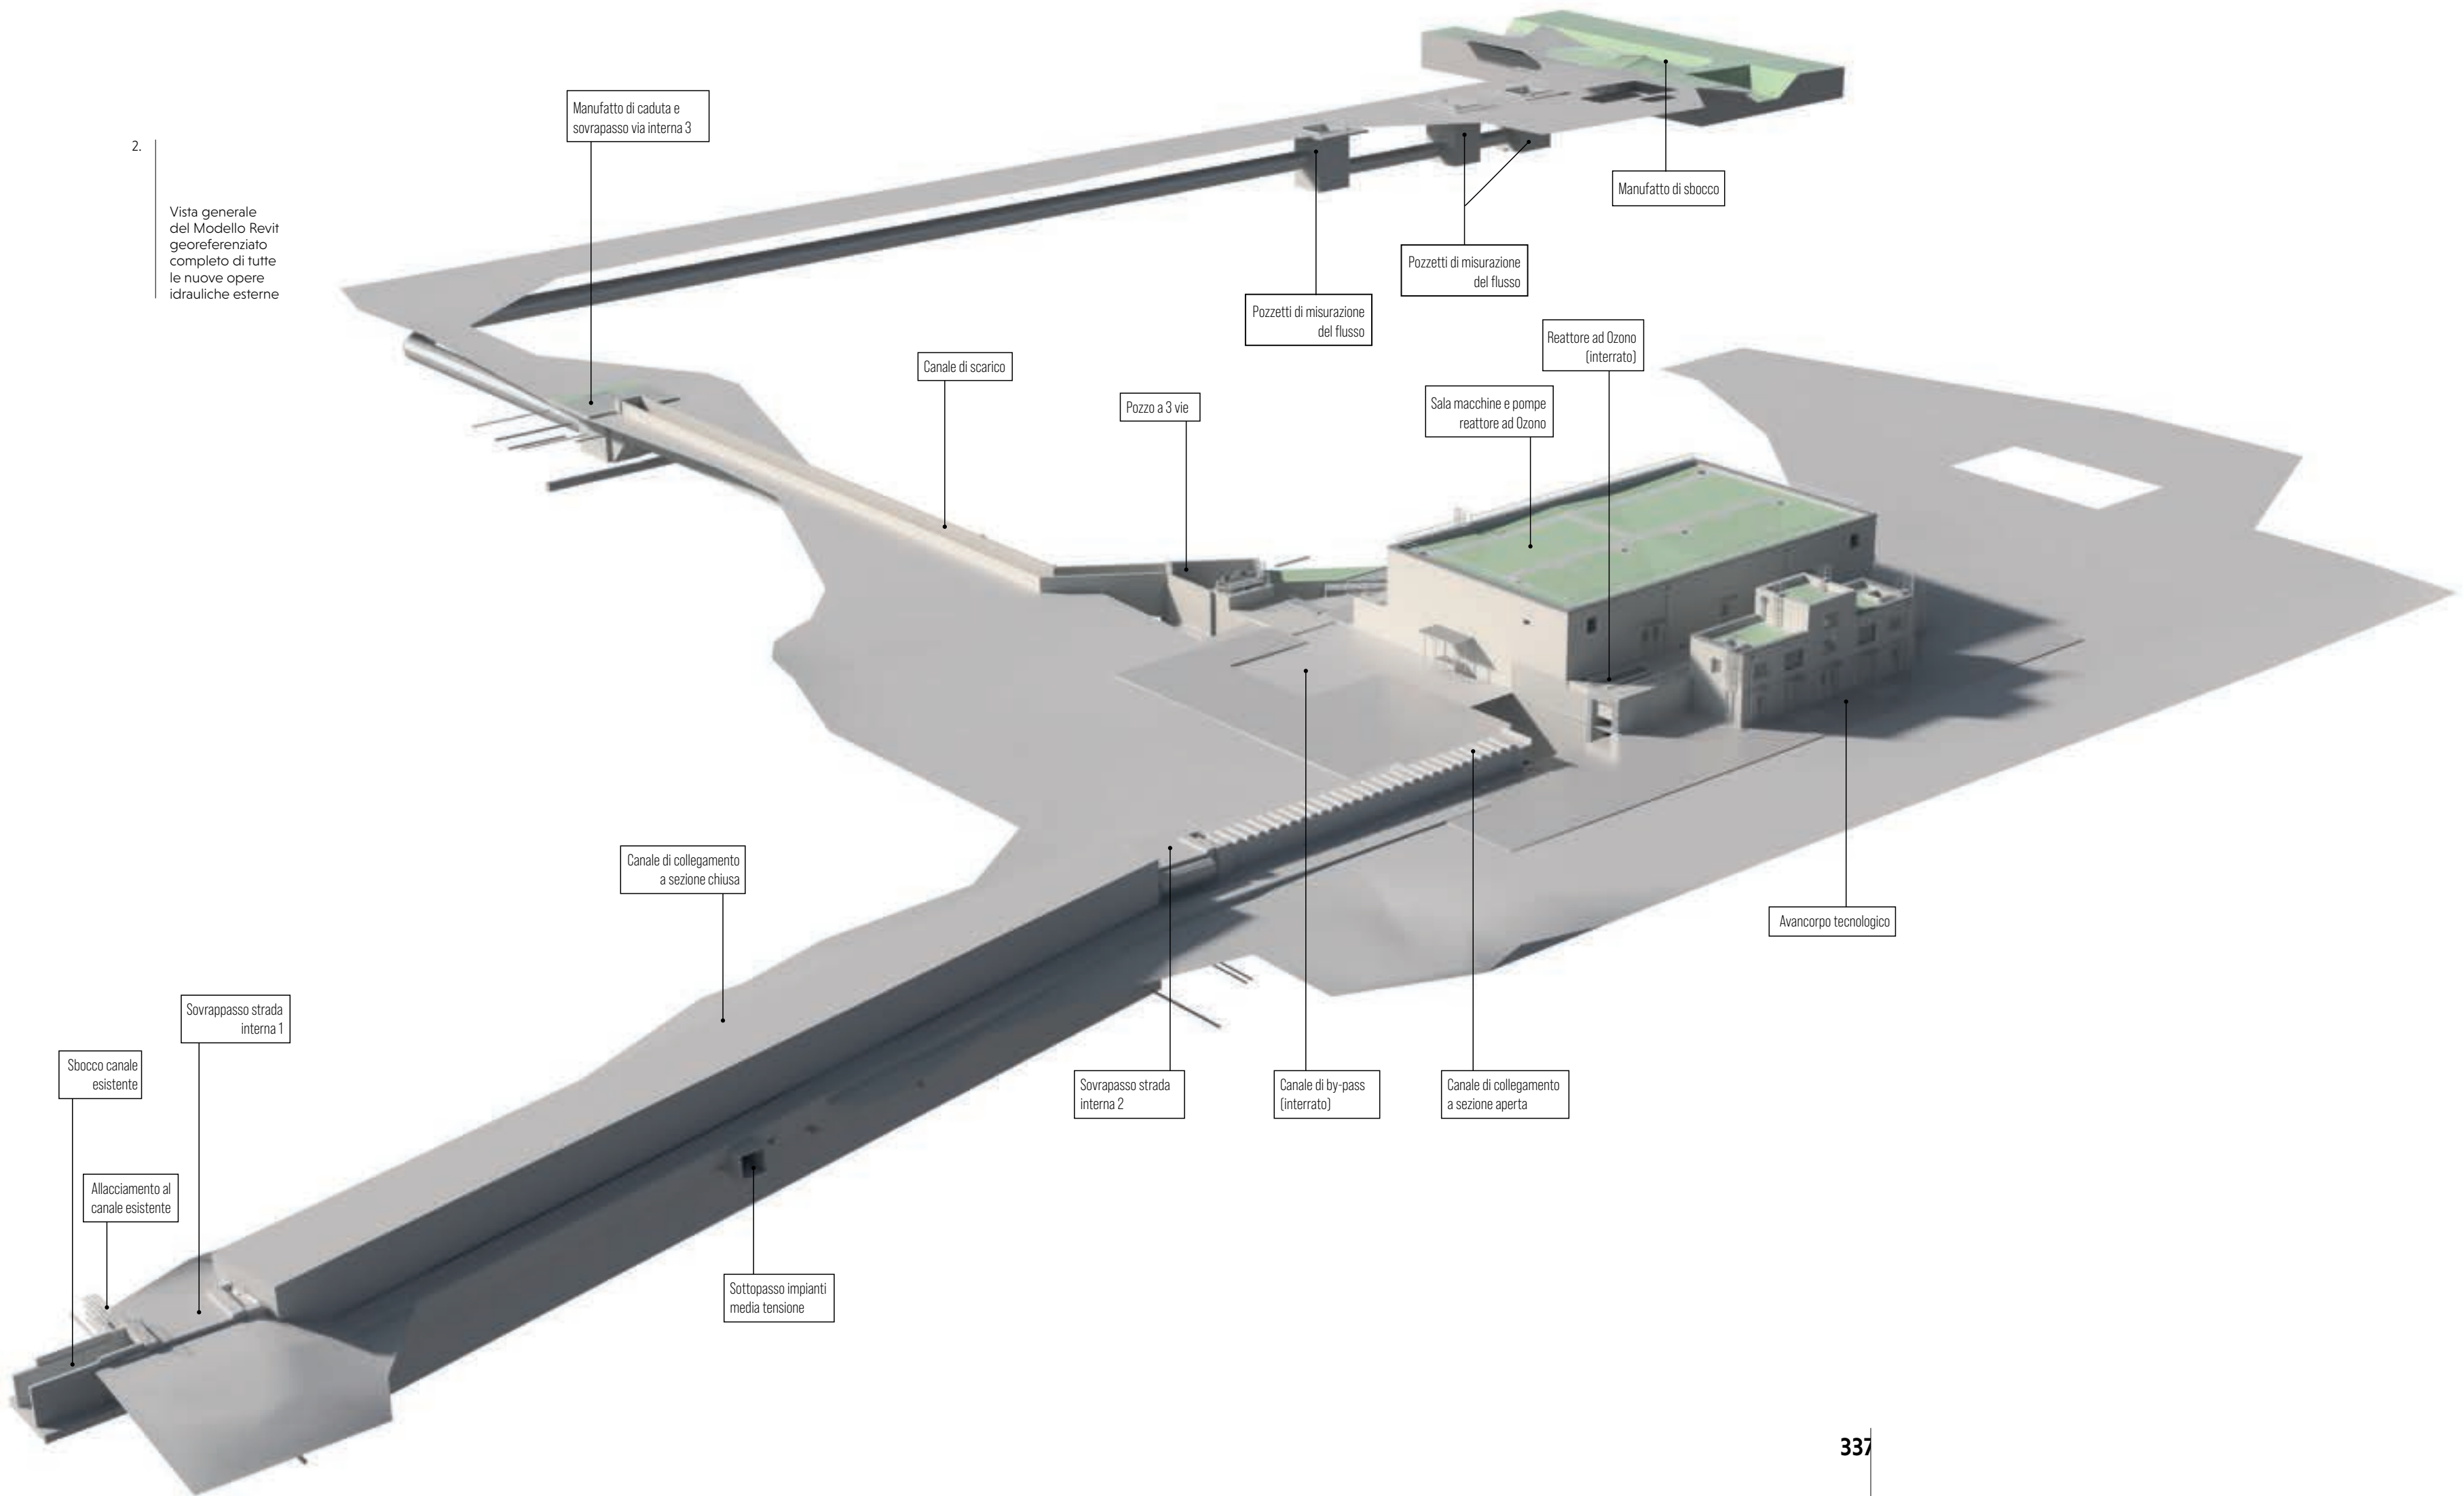 2.
Vista generale
del Modello Revit
georeferenziato
completo di tutte
le nuove opere
idrauliche esterne
Manufatto di caduta e
sovrapasso via interna 3
Manufatto di sbocco
Pozzetti di misurazione
del flusso
Pozzetti di misurazione
del flusso
Reattore ad Ozono
(interrato)
Canale di scarico
Pozzo a 3 vie
Sala macchine e pompe
reattore ad Ozono
Canale di collegamento
a sezione chiusa
Avancorpo tecnologico
Sovrappasso strada
interna 1
Sbocco canale
esistente
Sovrapasso strada
interna 2
Canale di by-pass
(interrato)
Canale di collegamento
a sezione aperta
Allacciamento al
canale esistente
Sottopasso impianti
media tensione
337